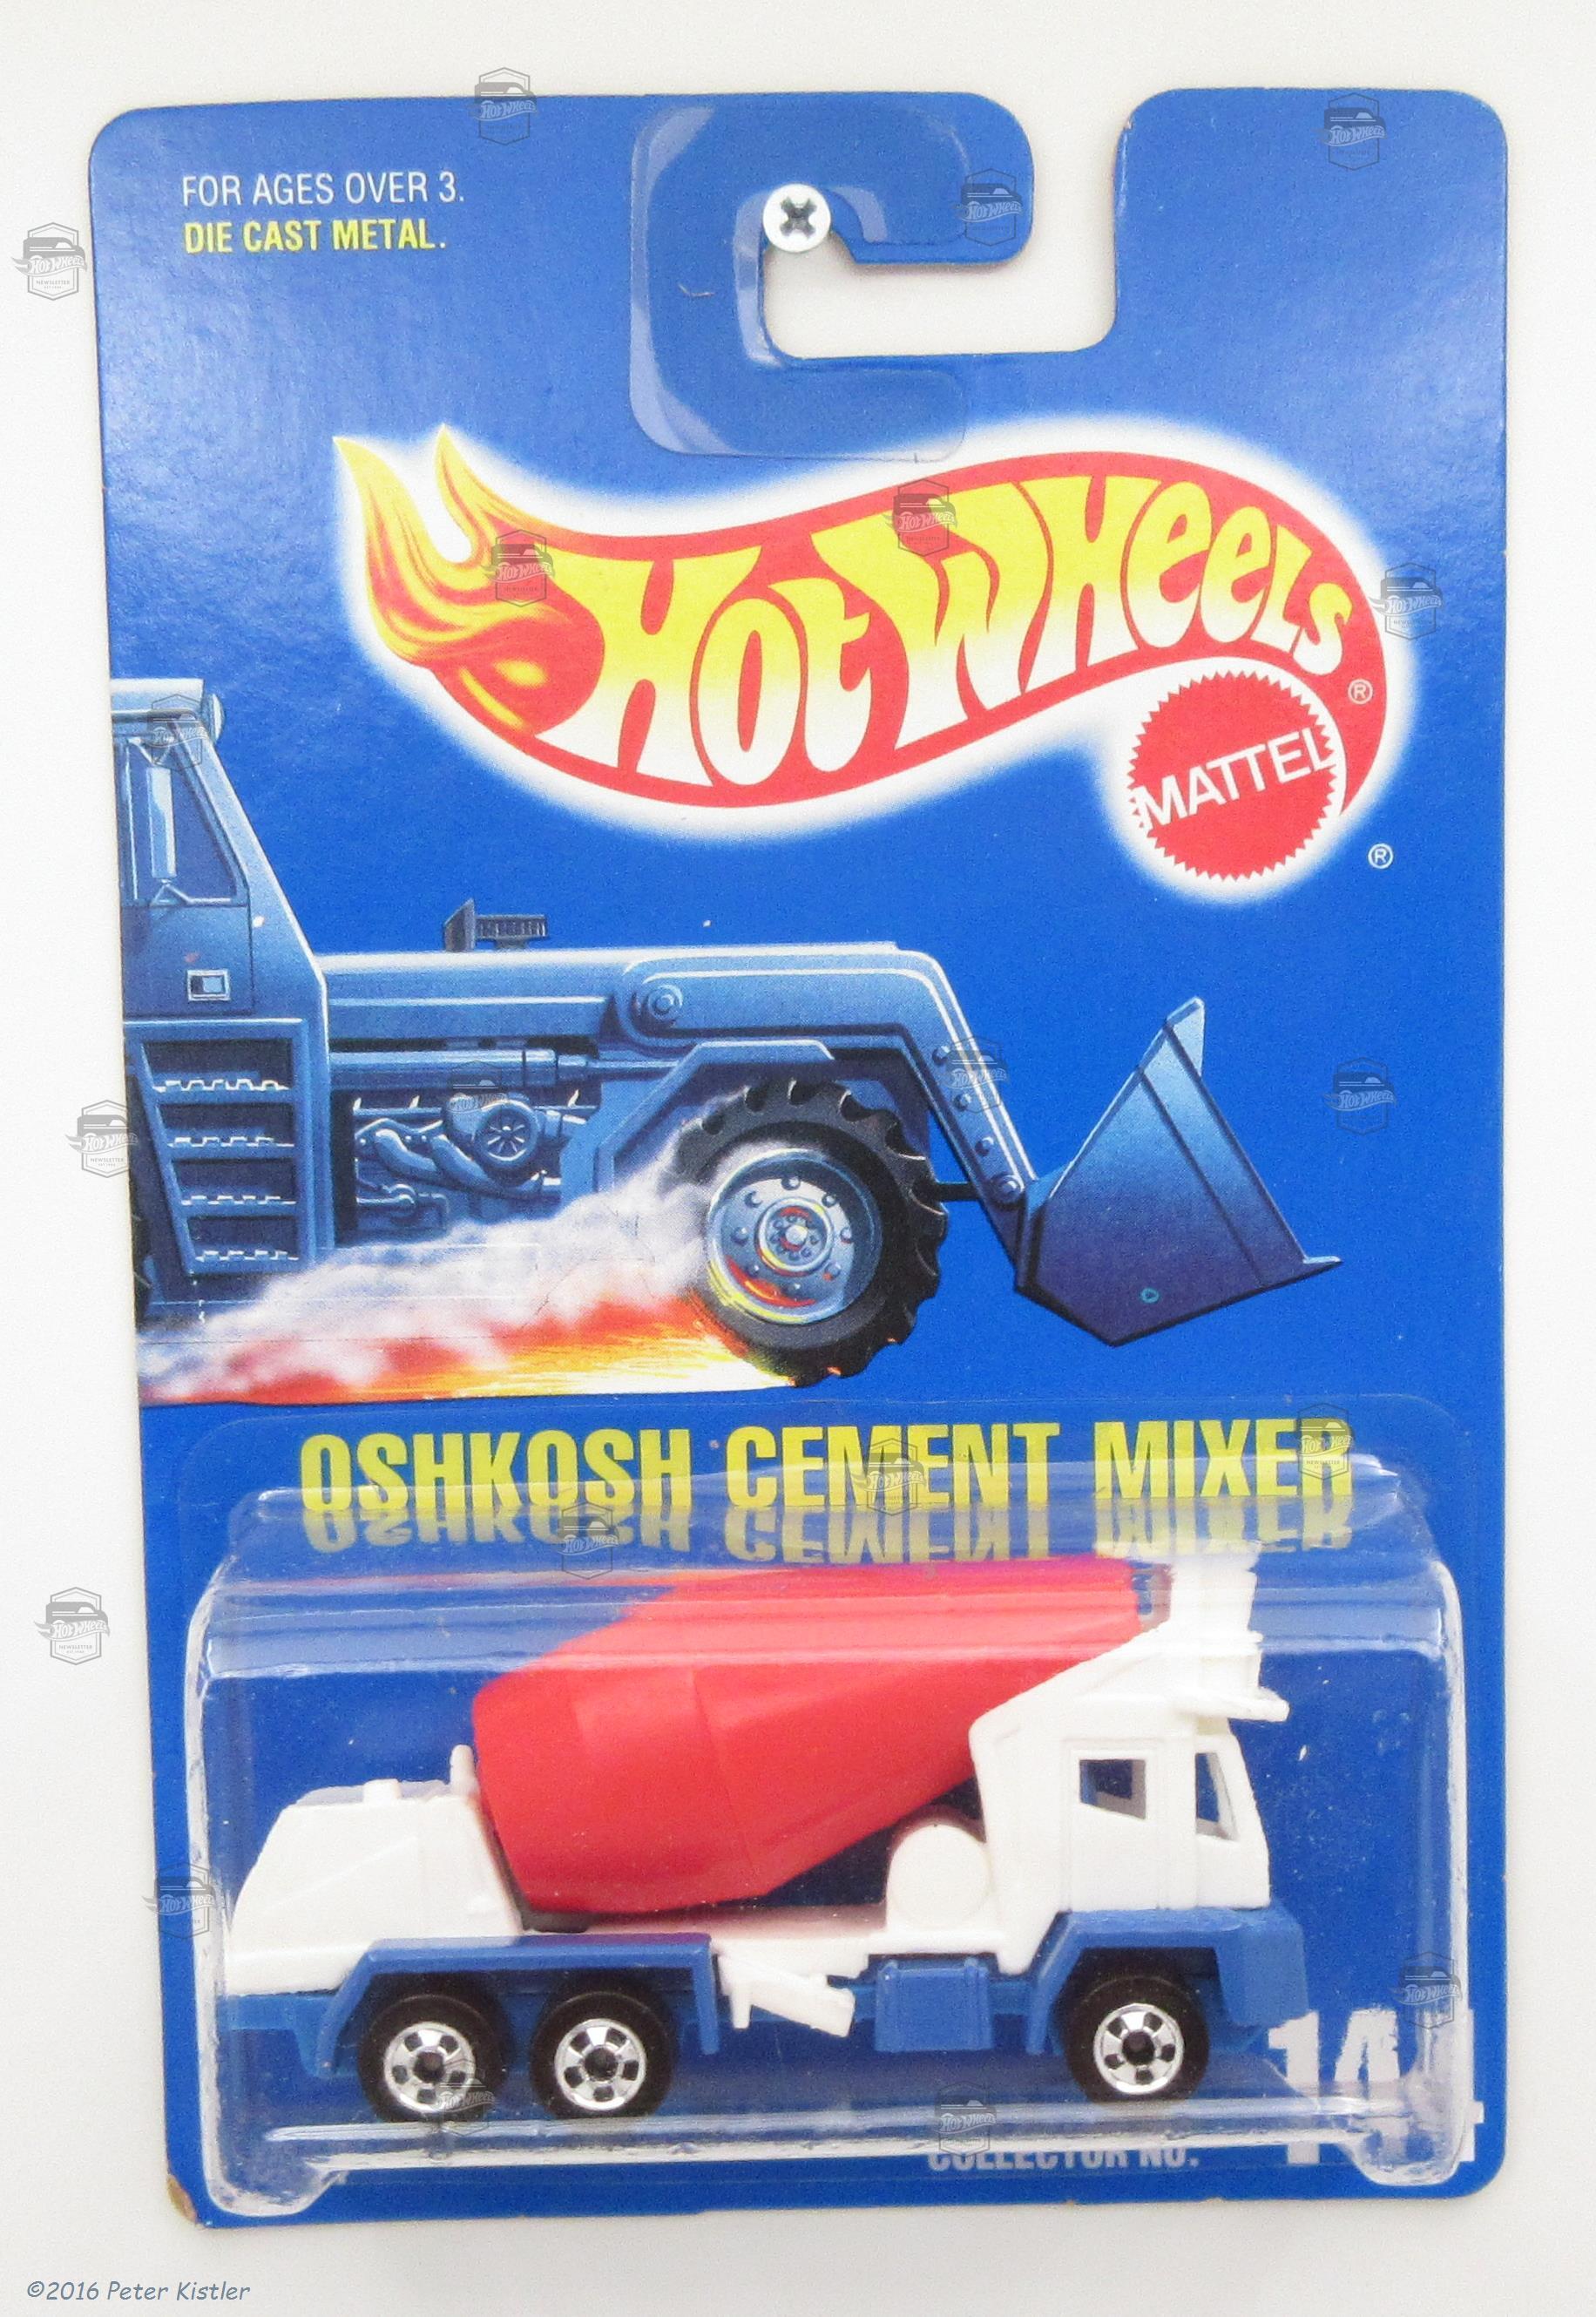 FOR AGES OVER 3.
DIE CAST METAL.
HOT WHEELS ®
MATTEL
®
OSHKOSH CEMENT MIXER
COLLECTOR NO.
©2016 Peter Kistler